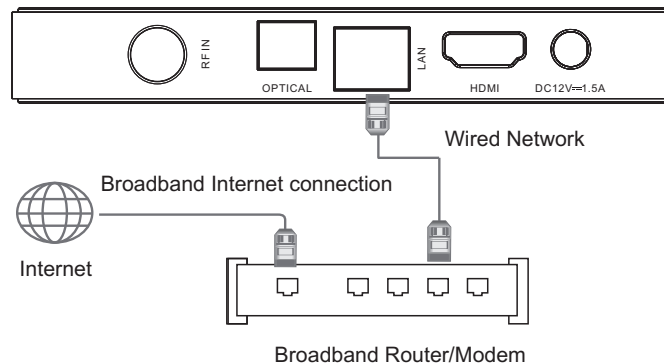 RF IN
OPTICAL
LAN
HDMI
DC12V⎓1.5A
Wired Network
Broadband Internet connection
Internet
Broadband Router/Modem